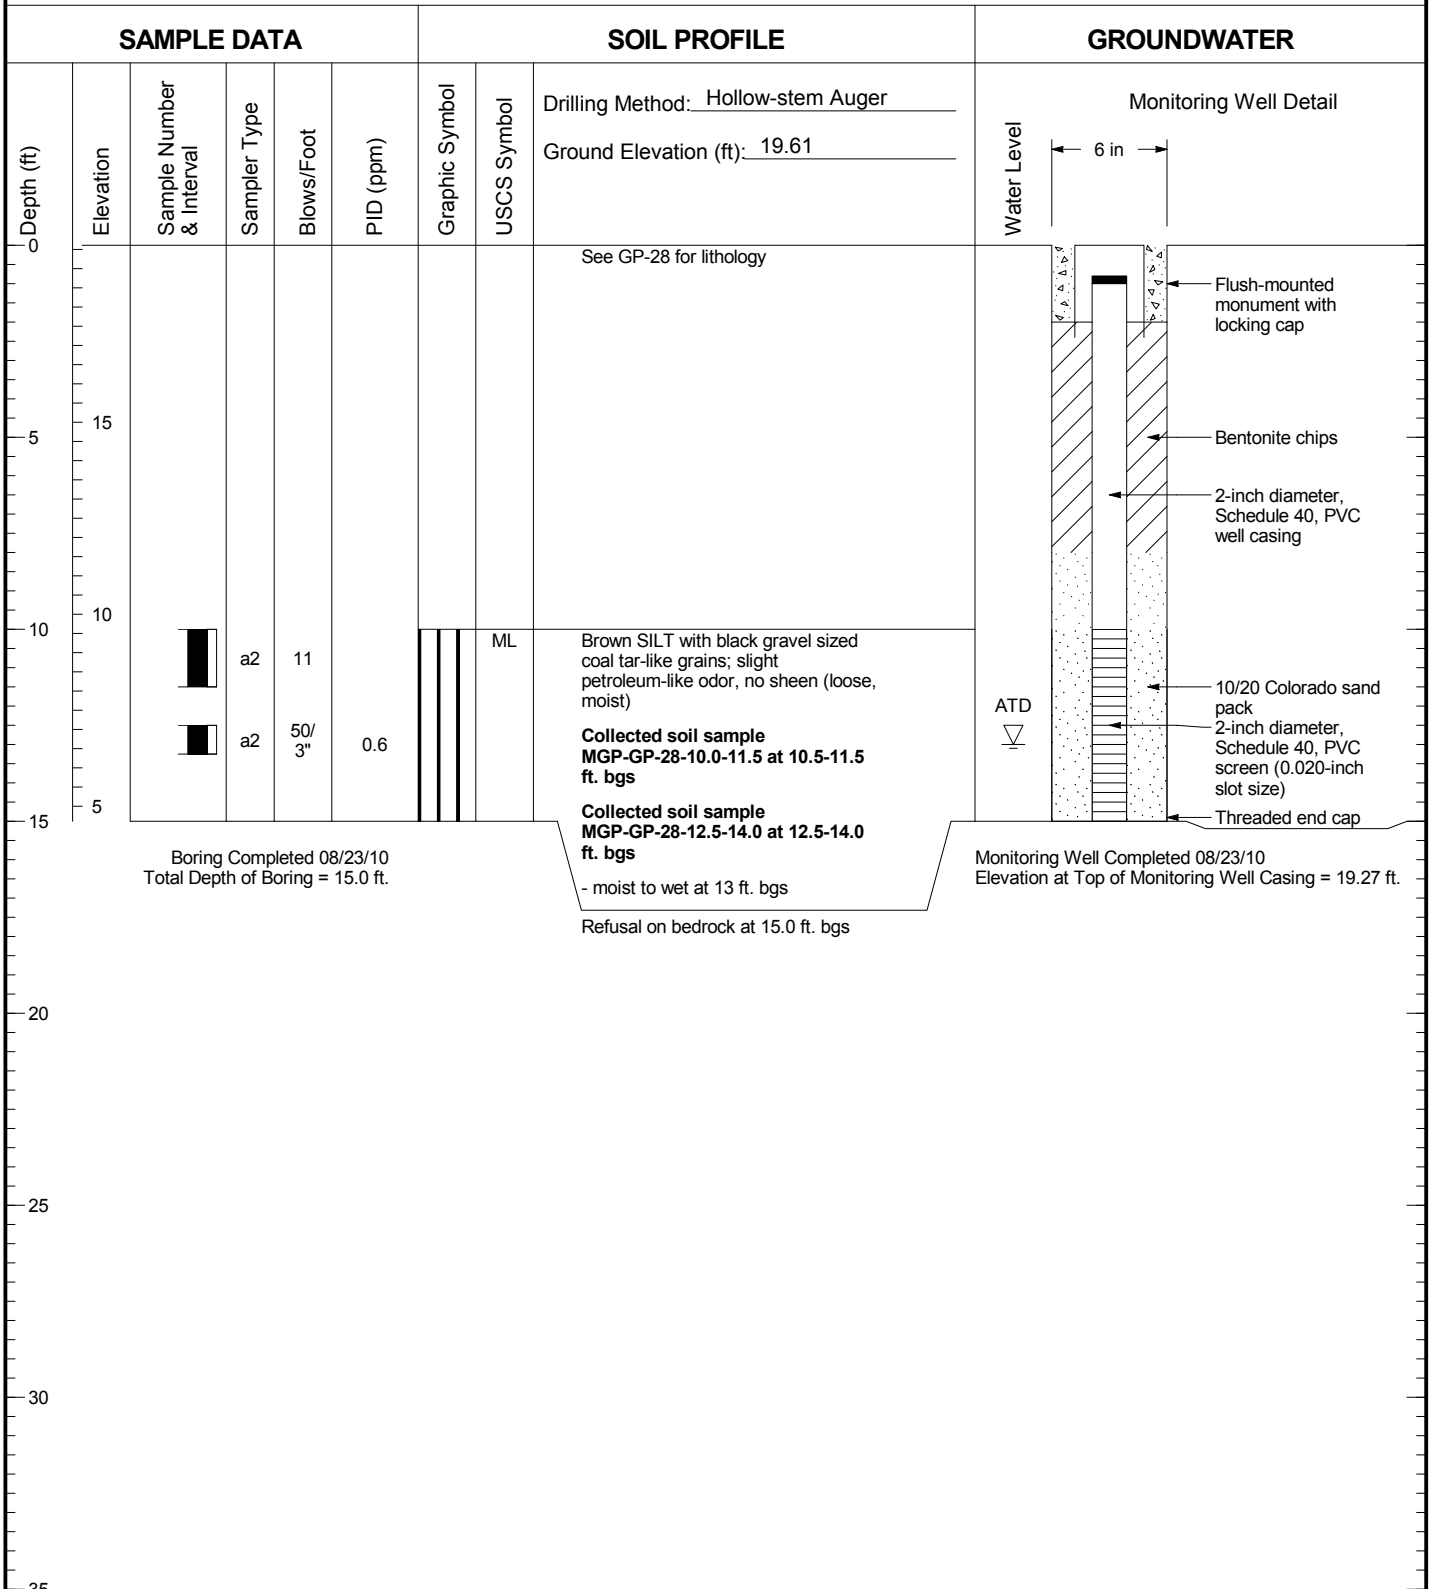 SAMPLE DATA
SOIL PROFILE
GROUNDWATER
Depth (ft)
Elevation
Sample Number
& Interval
Sampler Type
Blows/Foot
PID (ppm)
Graphic Symbol
USCS Symbol
Drilling Method: Hollow-stem Auger
Ground Elevation (ft): 19.61
Water Level
Monitoring Well Detail
6 in
0
See GP-28 for lithology
Flush-mounted
monument with
locking cap
15
5
Bentonite chips
2-inch diameter,
Schedule 40, PVC
well casing
10
10
a2
11
ML
Brown SILT with black gravel sized
coal tar-like grains; slight
petroleum-like odor, no sheen (loose,
moist)
Collected soil sample
MGP-GP-28-10.0-11.5 at 10.5-11.5
ft. bgs
a2
50/
3"
0.6
ATD
10/20 Colorado sand
pack
2-inch diameter,
Schedule 40, PVC
screen (0.020-inch
slot size)
Threaded end cap
5
15
Collected soil sample
MGP-GP-28-12.5-14.0 at 12.5-14.0
ft. bgs
- moist to wet at 13 ft. bgs
Refusal on bedrock at 15.0 ft. bgs
Boring Completed 08/23/10
Total Depth of Boring = 15.0 ft.
Monitoring Well Completed 08/23/10
Elevation at Top of Monitoring Well Casing = 19.27 ft.
20
25
30
35